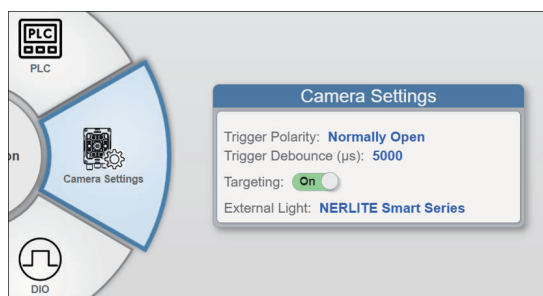 PLC
PLC
on
Camera Settings
DIO
Camera Settings
Trigger Polarity: Normally Open
Trigger Debounce (µs): 5000
Targeting: On
External Light: NERLITE Smart Series